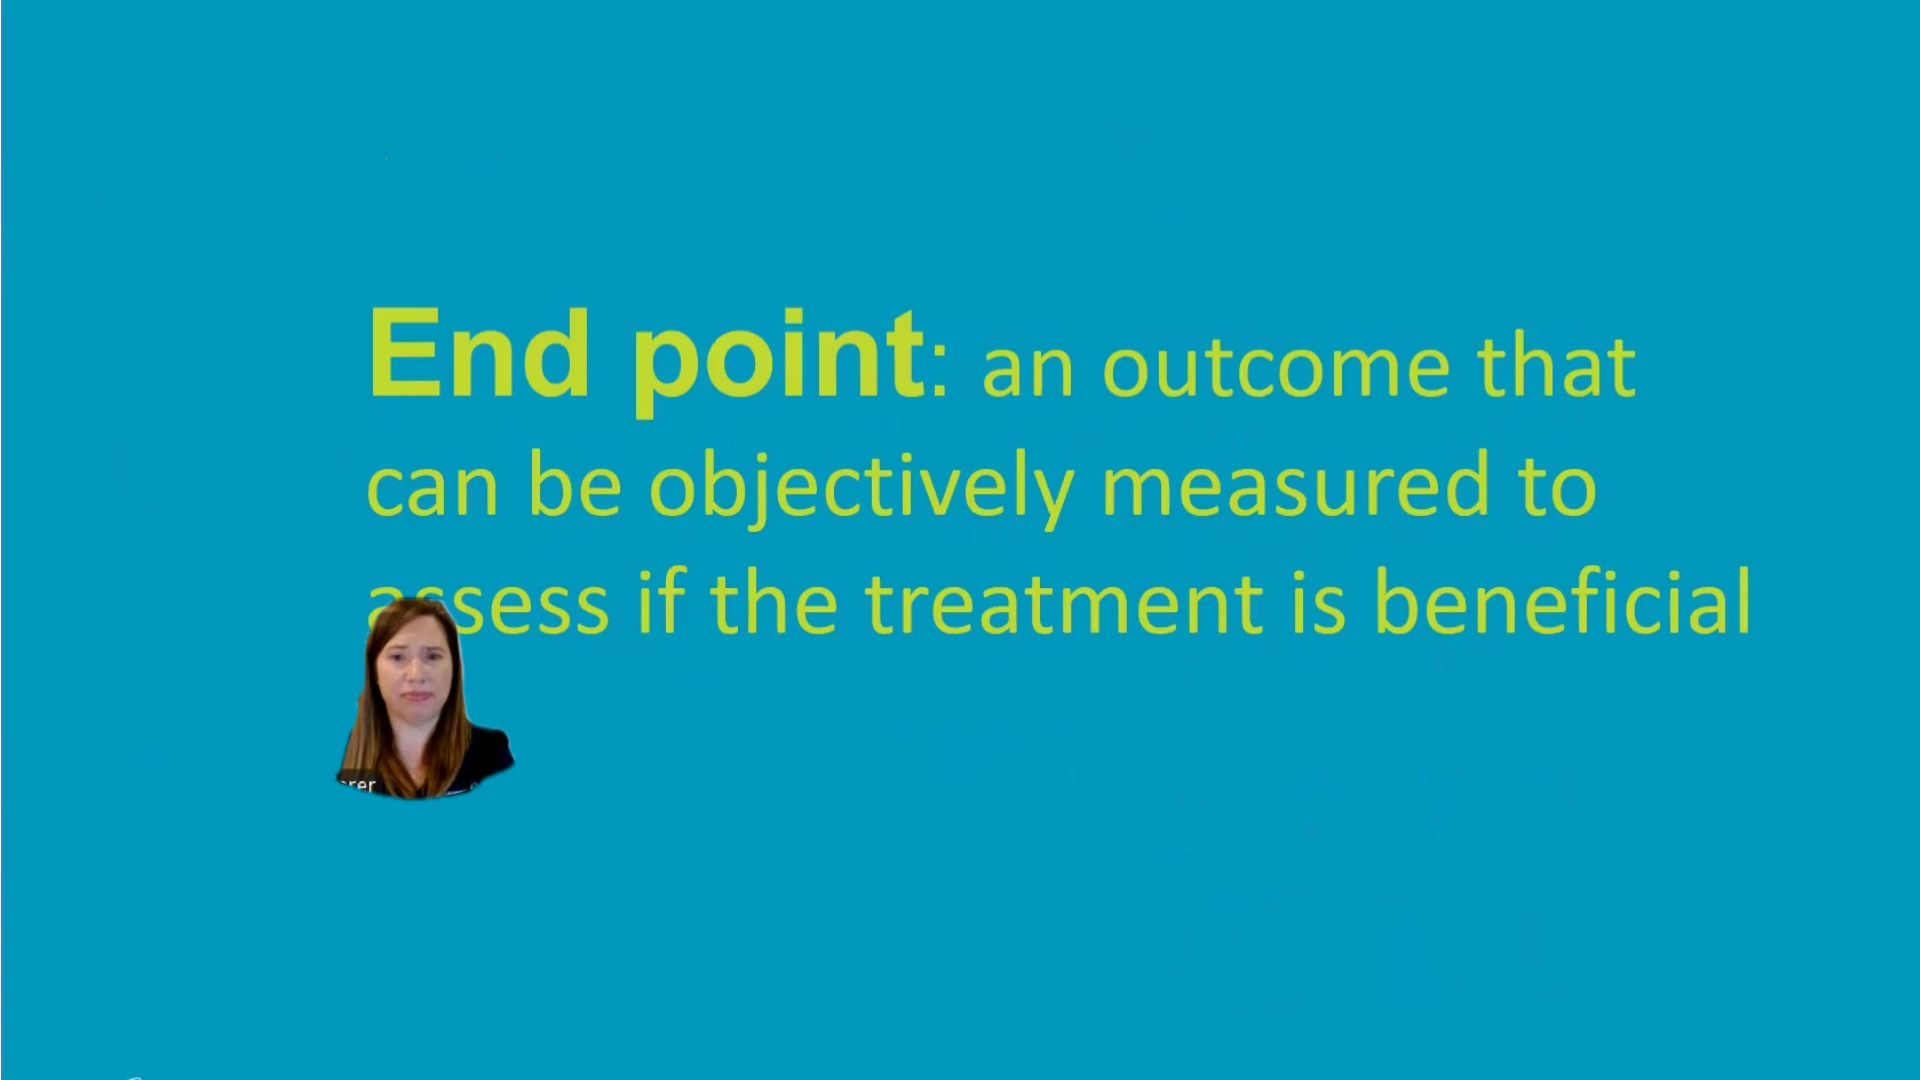 End point: an outcome that
can be objectively measured to
assess if the treatment is beneficial